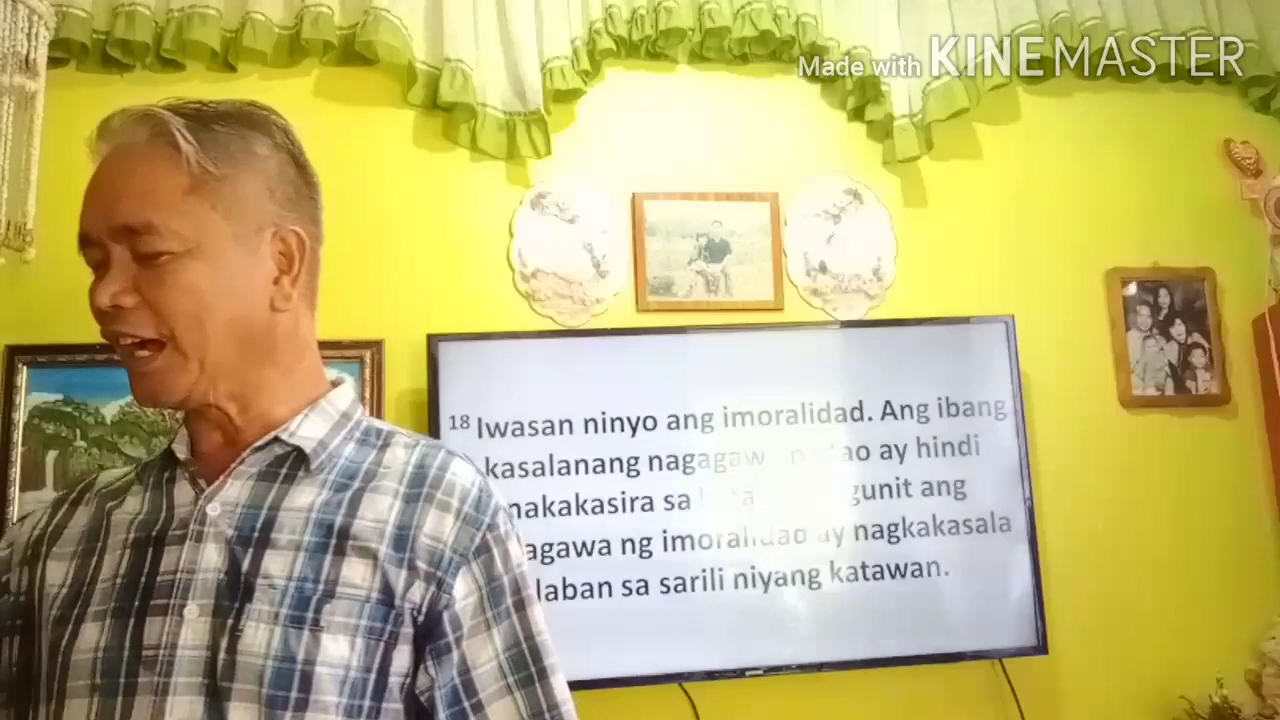 Made with KINEMASTER
18 Iwasan ninyo ang imoralidad. Ang ibang
kasalanang nagagaw ao ay hindi
nakakasira sa gunit ang
agawa ng imoralidad ay nagkakasala
laban sa sarili niyang katawan.